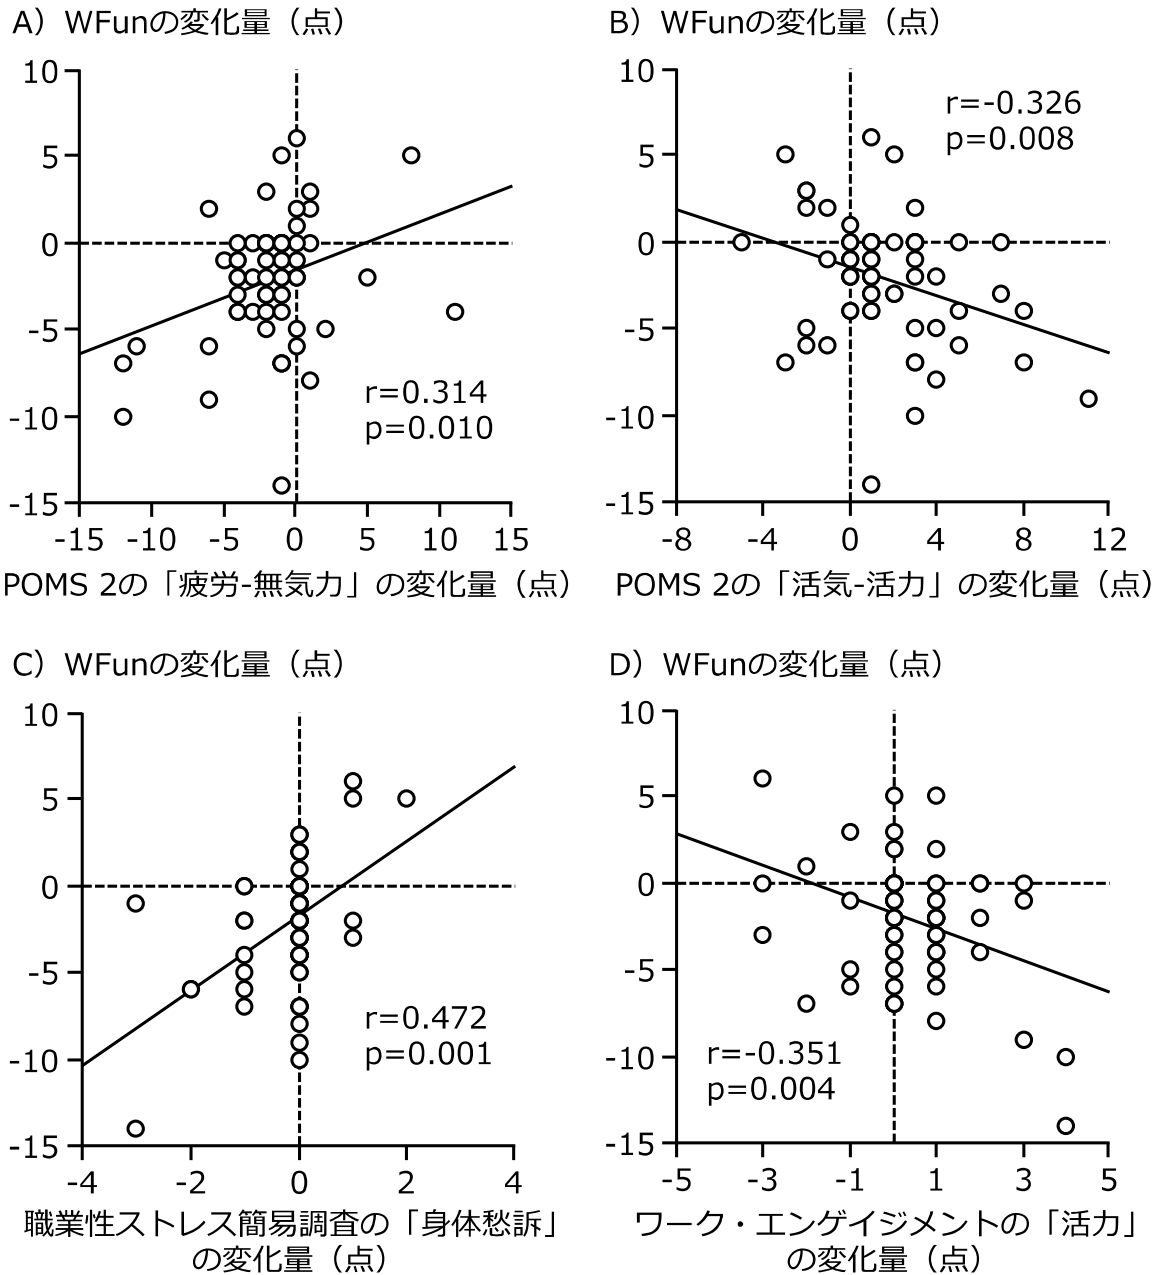 A）WFunの変化量（点）
10
5
0
-5
-10
-15
-15 -10 -5 0 5 10 15
r=0.314
p=0.010
POMS 2の「疲労-無気力」の変化量（点）
B）WFunの変化量（点）
10
5
0
-5
-10
-15
-8 -4 0 4 8 12
r=-0.326
p=0.008
POMS 2の「活気-活力」の変化量（点）
C）WFunの変化量（点）
10
5
0
-5
-10
-15
-4 -2 0 2 4
r=0.472
p=0.001
職業性ストレス簡易調査の「身体愁訴」
の変化量（点）
D）WFunの変化量（点）
10
5
0
-5
-10
-15
-5 -3 -1 1 3 5
r=-0.351
p=0.004
ワーク・エンゲイジメントの「活力」
の変化量（点）